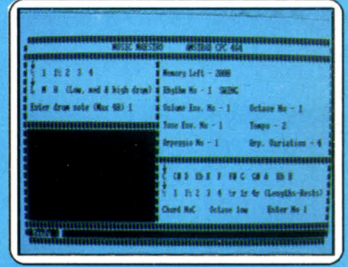 MUSIC MAESTRO AMSTRAD CPC 464
1 1½ 2 3 4
L M H (Low, med & high drum)
Enter drum note (Max 40) 1
Memory Left - 2000
Rhythm No - 1 SWING
Volume Env. No - 1 Octave No - 1
Tone Env. No - 1 Tempo - 2
Arpeggio No - 1 Arp. Variation - 4
C C# D Eb E F F# G G# A Bb B
1 1½ 2 3 4 (Lengths-Rests)
Chord Octave low Enter No 1
Ready